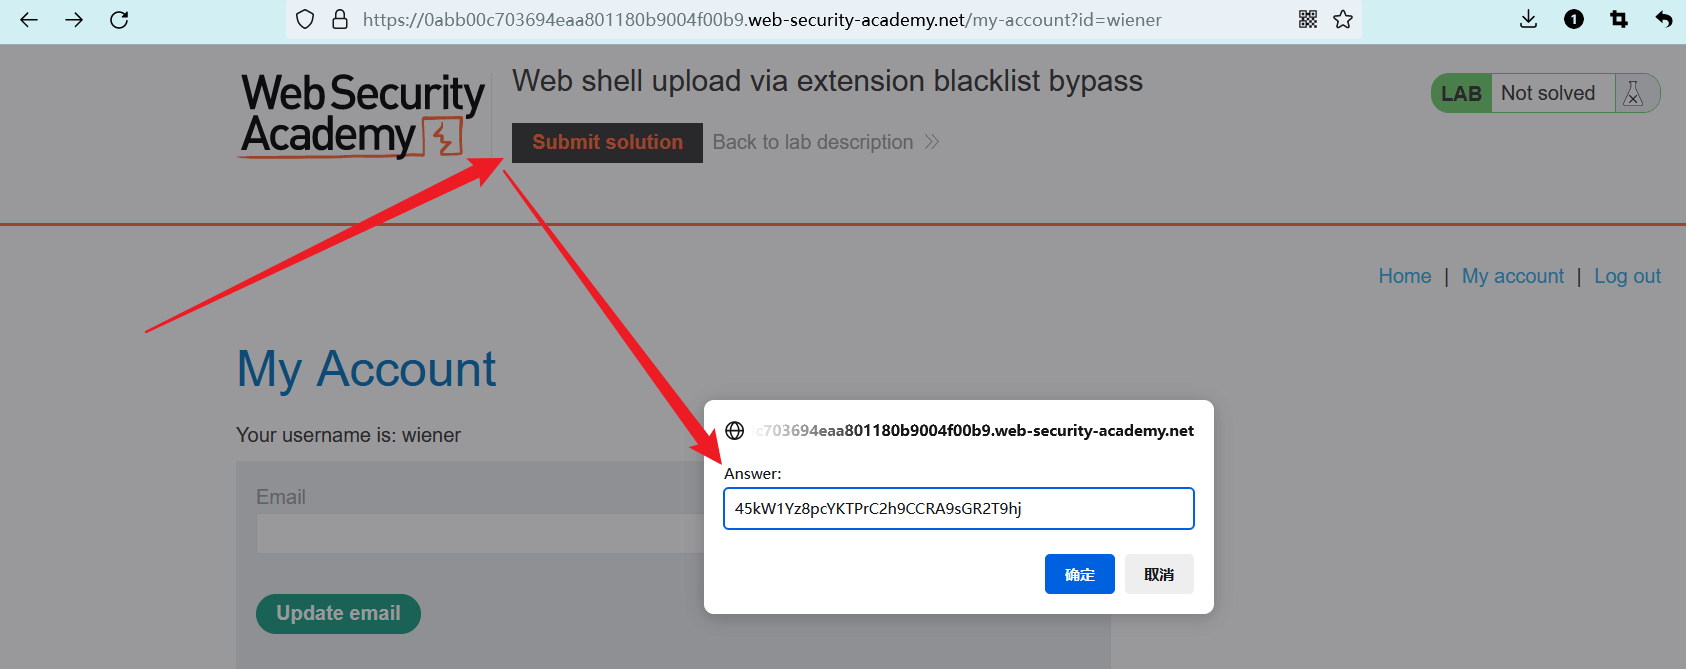 https://0abb00c703694eaa801180b9004f00b9.web-security-academy.net/my-account?id=wiener
1
Web Security
Academy
Web shell upload via extension blacklist bypass
LAB Not solved
Submit solution Back to lab description
Home | My account | Log out
My Account
Your username is: wiener
c703694eaa801180b9004f00b9.web-security-academy.net
Answer:
45kW1Yz8pcYKTPrC2h9CCRA9sGR2T9hj
确定 取消
Email
Update email